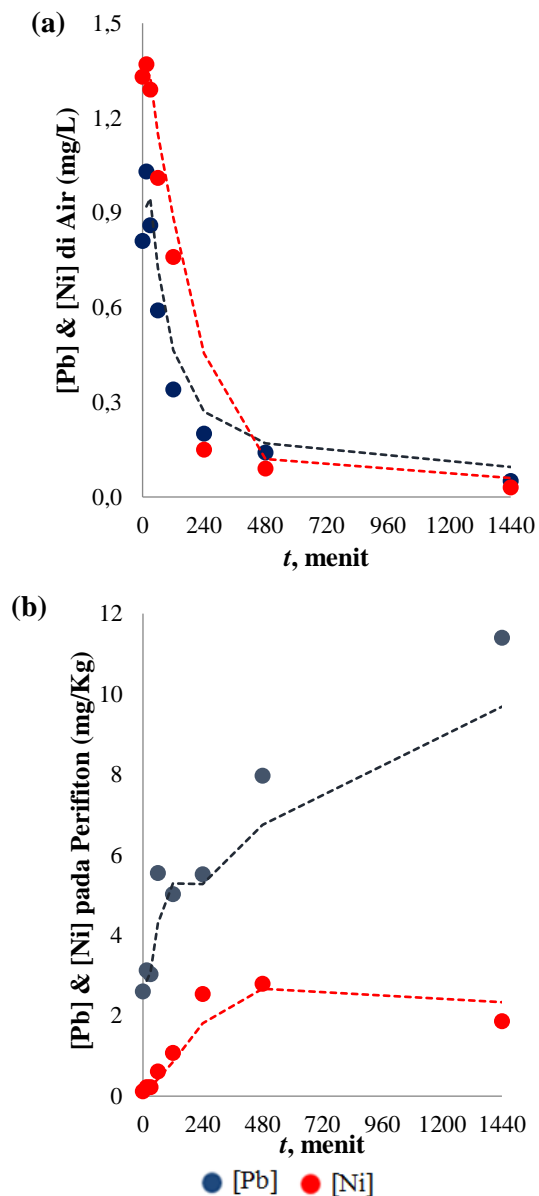 (a)
[Pb] & [Ni] di Air (mg/L)
1,5
1,2
0,9
0,6
0,3
0,0
0 240 480 720 960 1200 1440
t, menit
(b)
[Pb] & [Ni] pada Perifiton (mg/Kg)
12
10
8
6
4
2
0
0 240 480 720 960 1200 1440
t, menit
[Pb] [Ni]